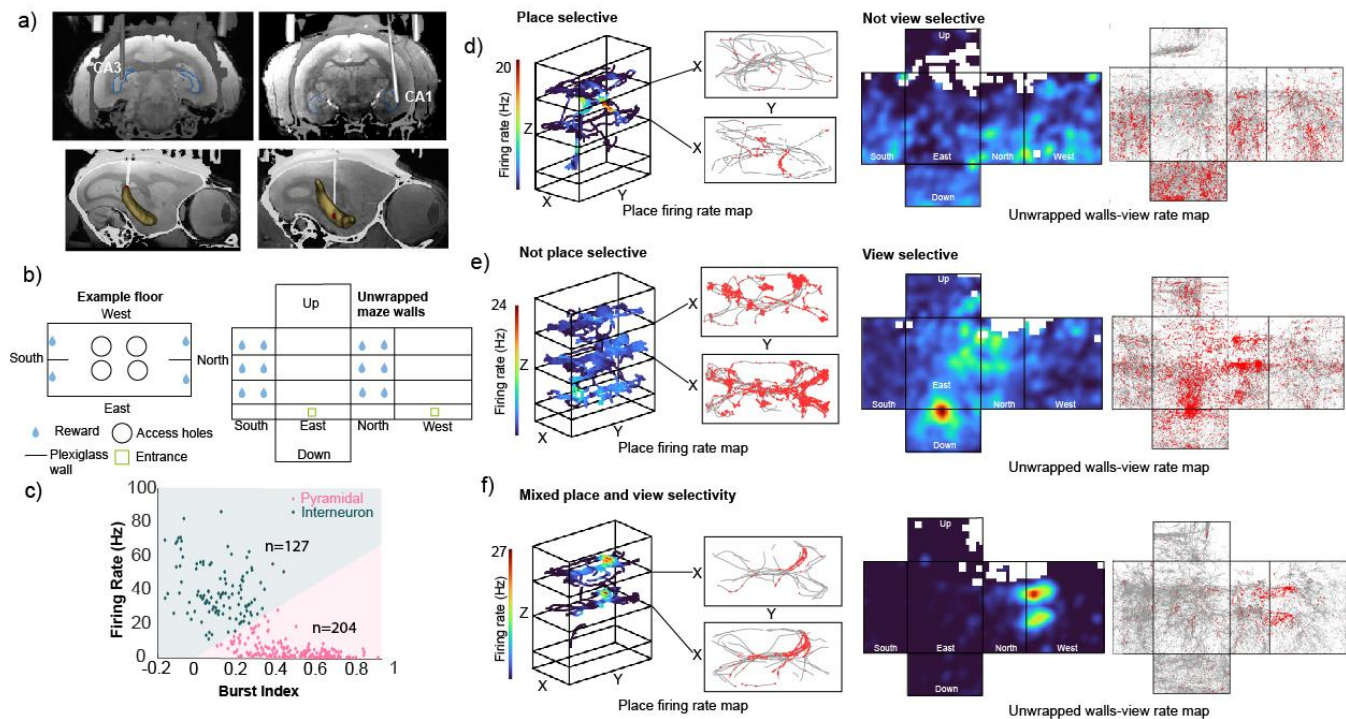 a)
CA3
CA1
b)
Example floor
West
South
North
East
Reward
Access holes
Plexiglass
wall
Entrance
Up
Unwrapped
maze walls
South
East
North
West
Down
c)
Firing Rate (Hz)
100
80
60
40
20
0
Pyramidal
Interneuron
n=127
n=204
-0.2
0
0.2
0.4
0.6
0.8
1
Burst Index
d)
Place selective
20
Firing rate (Hz)
Z
X
Y
X
Y
Place firing rate map
Not view selective
Up
South
East
North
West
Down
Unwrapped walls-view rate map
e)
Not place selective
24
Firing rate (Hz)
Z
X
Y
X
Y
X
Place firing rate map
View selective
Up
East
South
North
West
Down
Unwrapped walls-view rate map
f)
Mixed place and view selectivity
27
Firing rate (Hz)
Z
X
Y
X
Y
X
Place firing rate map
Up
South
East
North
West
Down
Unwrapped walls-view rate map